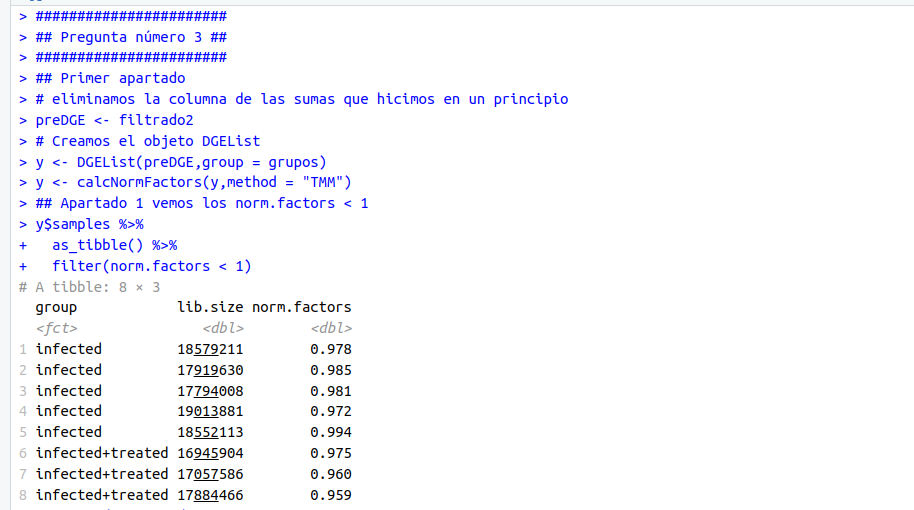 > #######################
> ## Pregunta número 3 ##
> #######################
> ## Primer apartado
> # eliminamos la columna de las sumas que hicimos en un principio
> preDGE <- filtrado2
> # Creamos el objeto DGEList
> y <- DGEList(preDGE,group = grupos)
> y <- calcNormFactors(y,method = "TMM")
> ## Apartado 1 vemos los norm.factors < 1
> y$samples %>%
+   as_tibble() %>%
+   filter(norm.factors < 1)
# A tibble: 8 × 3
  group            lib.size norm.factors
  <fct>               <dbl>        <dbl>
1 infected         18579211        0.978
2 infected         17919630        0.985
3 infected         17794008        0.981
4 infected         19013881        0.972
5 infected         18552113        0.994
6 infected+treated 16945904        0.975
7 infected+treated 17057586        0.960
8 infected+treated 17884466        0.959